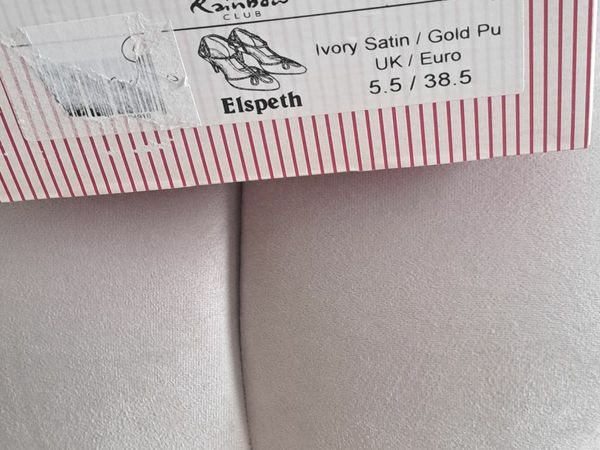 Rainbow
CLUB
Ivory Satin / Gold Pu
UK / Euro
5.5 / 38.5
Elspeth